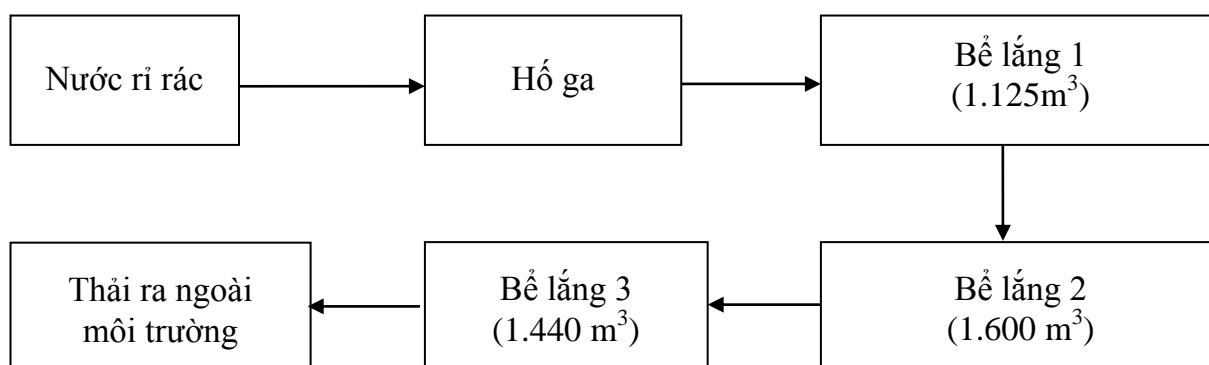 Nước rỉ rác
Hố ga
Bể lắng 1
(1.125m³)
Bể lắng 2
(1.600 m³)
Bể lắng 3
(1.440 m³)
Thải ra ngoài
môi trường